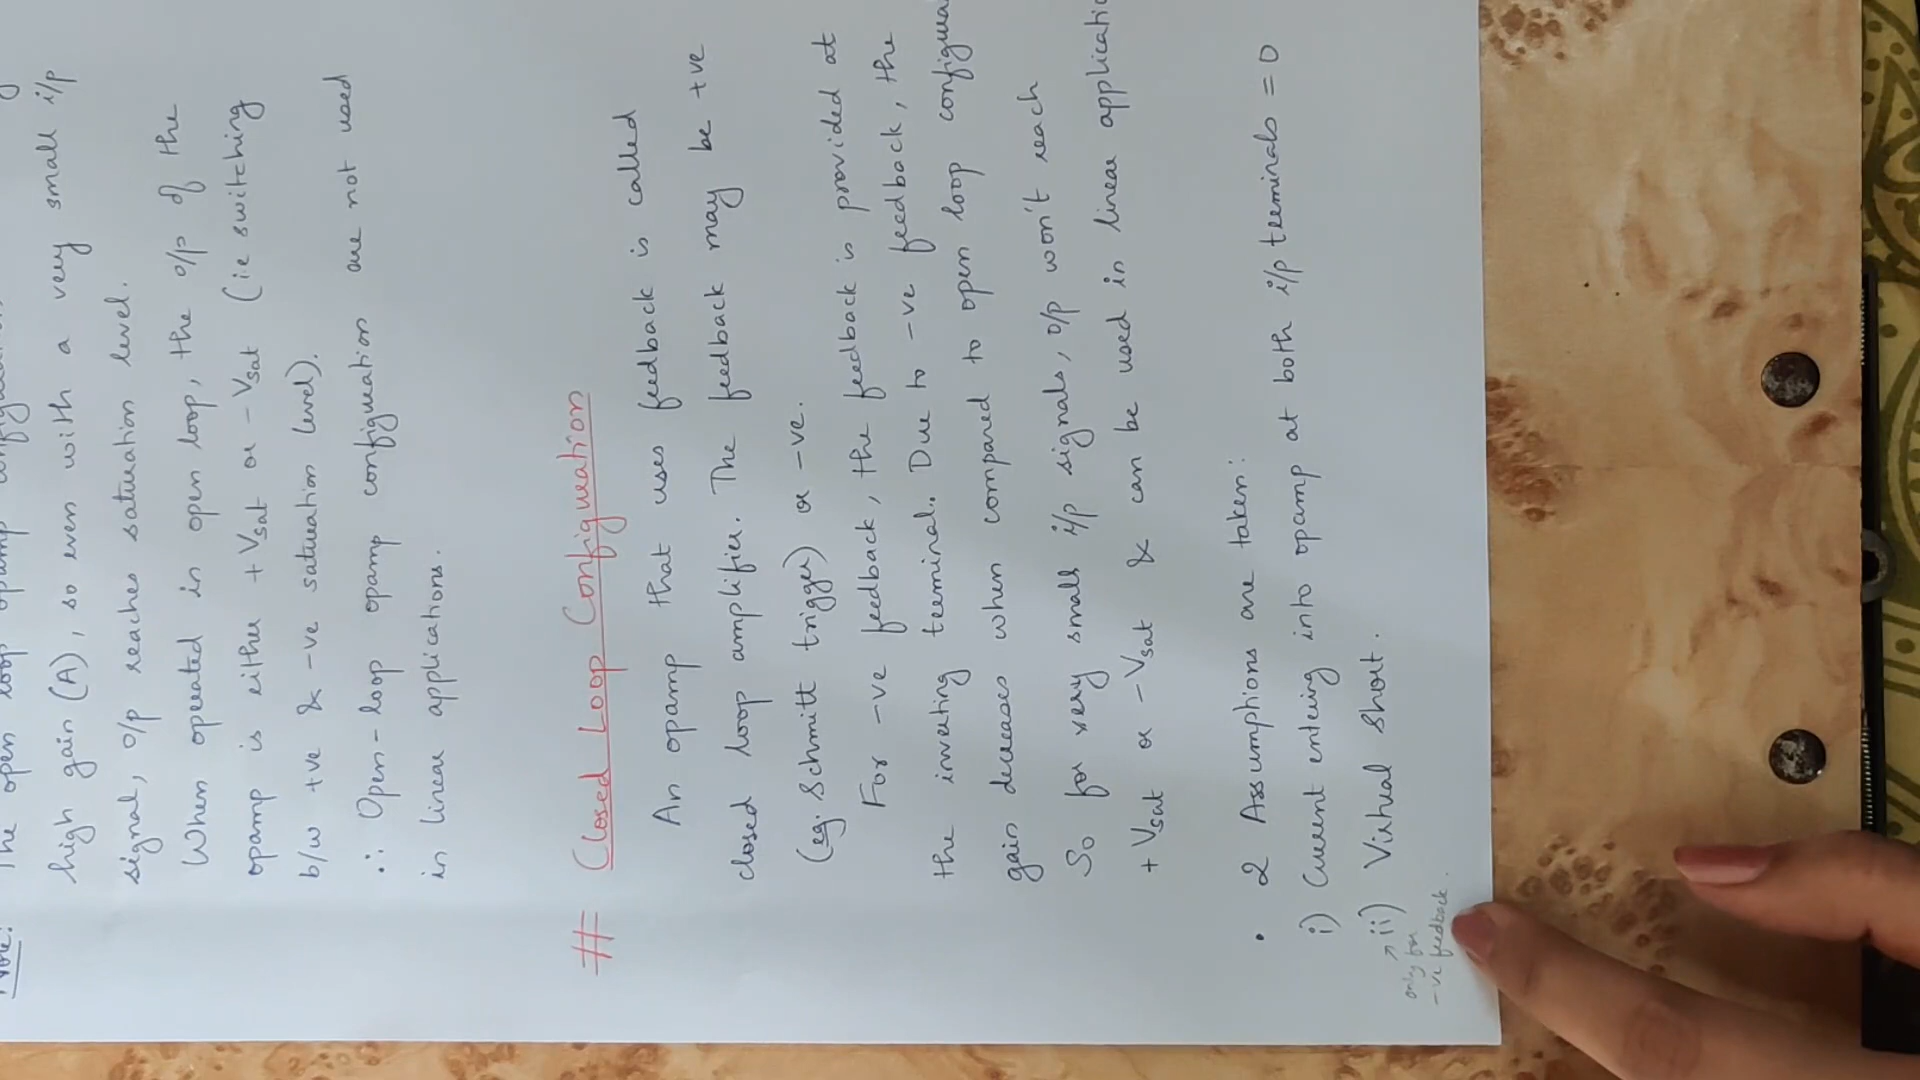 Note: The open loop opamp
high gain (A), so even with a very small i/p
signal, o/p reaches saturation level.
When operated in open loop, the o/p of the
opamp is either + Vsat or - Vsat (ie switching
b/w +ve & -ve saturation level).
∴ Open-loop opamp configuration are not used
in linear applications.
# Closed Loop Configuration
An opamp that uses feedback is called
closed loop amplifier. The feedback may be +ve
(eg. Schmitt trigger) or -ve.
For -ve feedback, the feedback is provided at
the inverting terminal. Due to -ve feedback, the
gain decreases when compared to open loop
So for very small i/p signals, o/p won't reach
+ Vsat or - Vsat & can be used in linear
• 2 Assumptions are taken:
i) Current entering into opamp at both i/p terminals = 0
ii) Virtual Short.
↗ only for
-ve feedback.